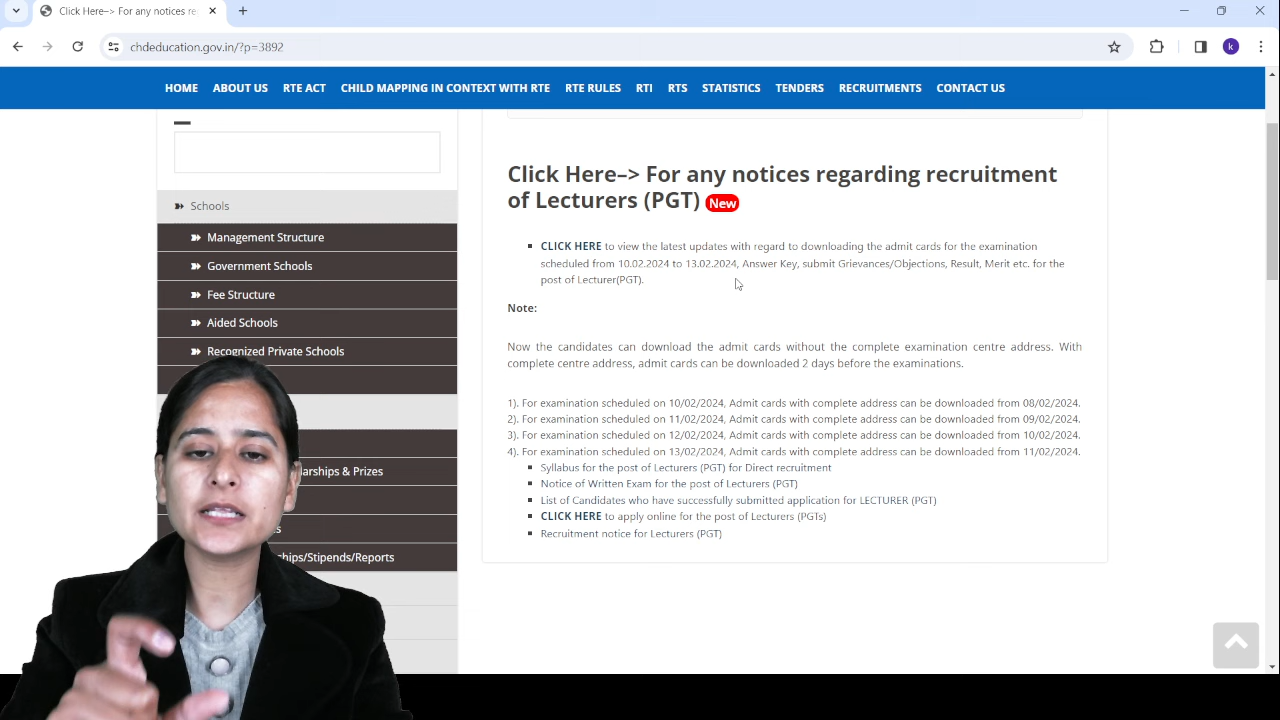 Click Here–> For any notices re
chdeducation.gov.in/?p=3892
k
HOME ABOUT US RTE ACT CHILD MAPPING IN CONTEXT WITH RTE RTE RULES RTI RTS STATISTICS TENDERS RECRUITMENTS CONTACT US
Schools
Management Structure
Government Schools
Fee Structure
Aided Schools
Recognized Private Schools
arships & Prizes
hips/Stipends/Reports
Click Here–> For any notices regarding recruitment
of Lecturers (PGT) New
CLICK HERE to view the latest updates with regard to downloading the admit cards for the examination
scheduled from 10.02.2024 to 13.02.2024, Answer Key, submit Grievances/Objections, Result, Merit etc. for the
post of Lecturer(PGT).
Note:
Now the candidates can download the admit cards without the complete examination centre address. With
complete centre address, admit cards can be downloaded 2 days before the examinations.
1). For examination scheduled on 10/02/2024, Admit cards with complete address can be downloaded from 08/02/2024.
2). For examination scheduled on 11/02/2024, Admit cards with complete address can be downloaded from 09/02/2024.
3). For examination scheduled on 12/02/2024, Admit cards with complete address can be downloaded from 10/02/2024.
4). For examination scheduled on 13/02/2024, Admit cards with complete address can be downloaded from 11/02/2024.
Syllabus for the post of Lecturers (PGT) for Direct recruitment
Notice of Written Exam for the post of Lecturers (PGT)
List of Candidates who have successfully submitted application for LECTURER (PGT)
CLICK HERE to apply online for the post of Lecturers (PGTs)
Recruitment notice for Lecturers (PGT)